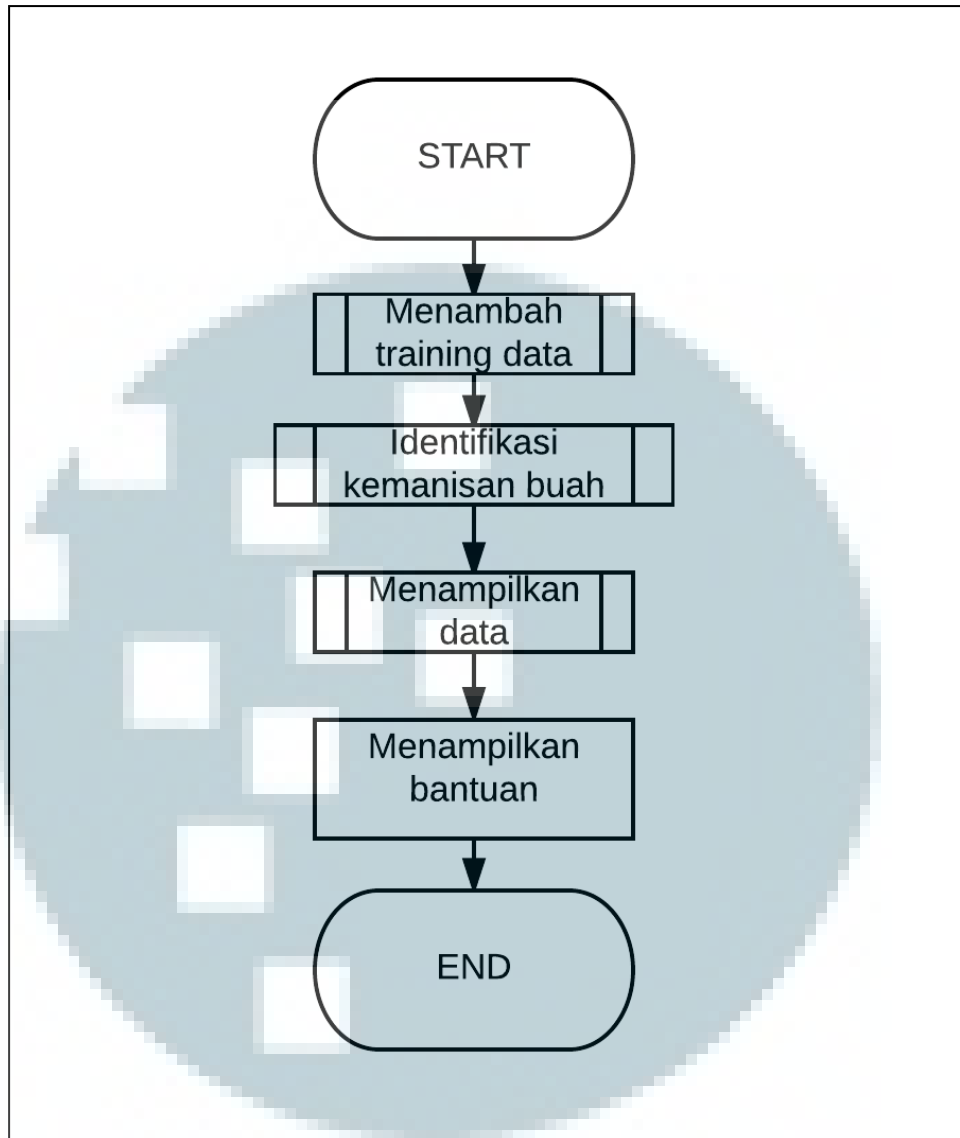 START
Menambah
training data
Identifikasi
kemanisan buah
Menampilkan
data
Menampilkan
bantuan
END